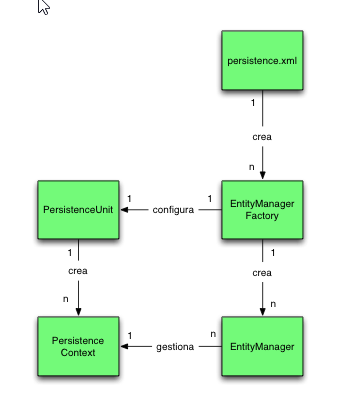 persistence.xml
1
crea
n
PersistenceUnit
1
configura
1
EntityManager
Factory
1
crea
n
1
crea
n
Persistence
Context
1
gestiona
n
EntityManager